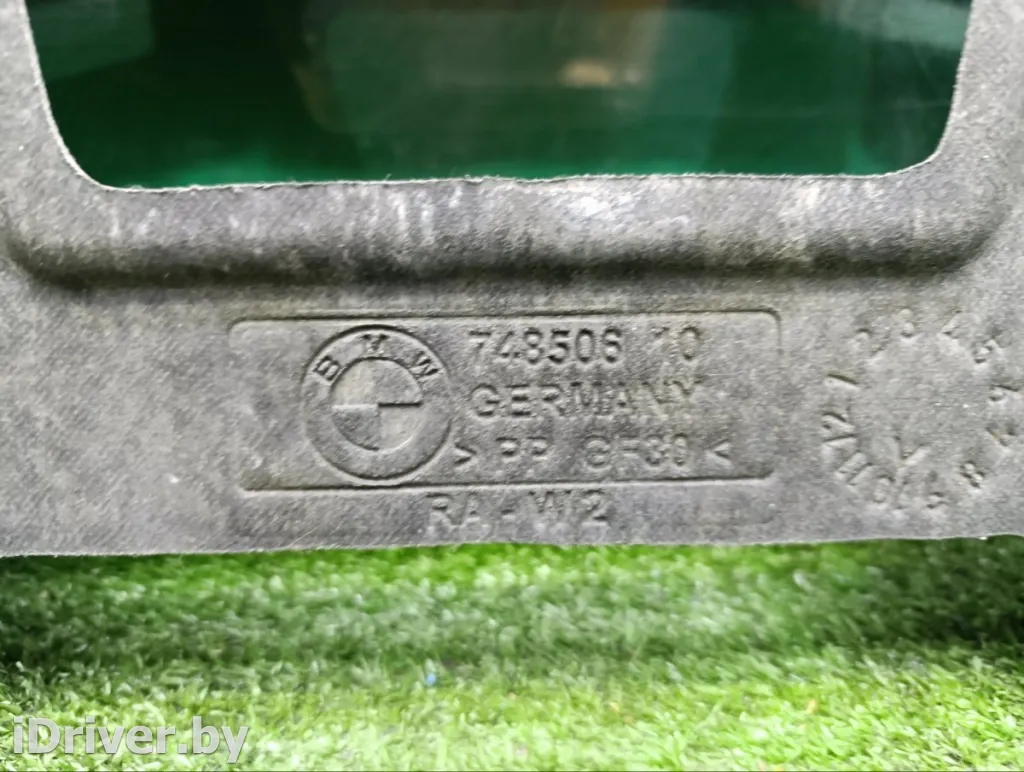 BMW
748506 10
GERMANY
>PP GF30<
RA-W12
iDriver.by